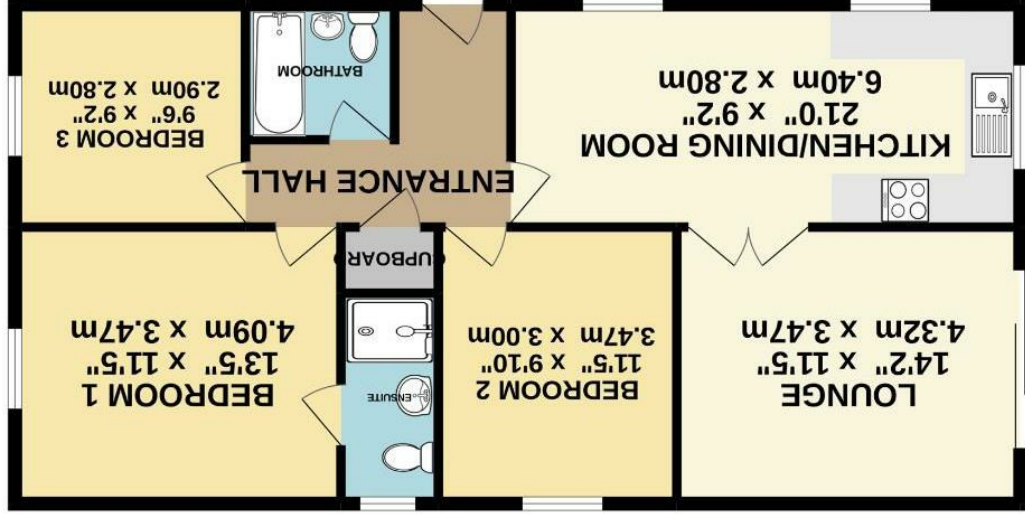 LOUNGE
14'2" x 11'5"
4.32m x 3.47m
BEDROOM 2
11'5" x 9'10"
3.47m x 3.00m
ENSUITE
BEDROOM 1
13'5" x 11'5"
4.09m x 3.47m
CUPBOARD
ENTRANCE HALL
KITCHEN/DINING ROOM
21'0" x 9'2"
6.40m x 2.80m
BATHROOM
BEDROOM 3
9'6" x 9'2"
2.90m x 2.80m